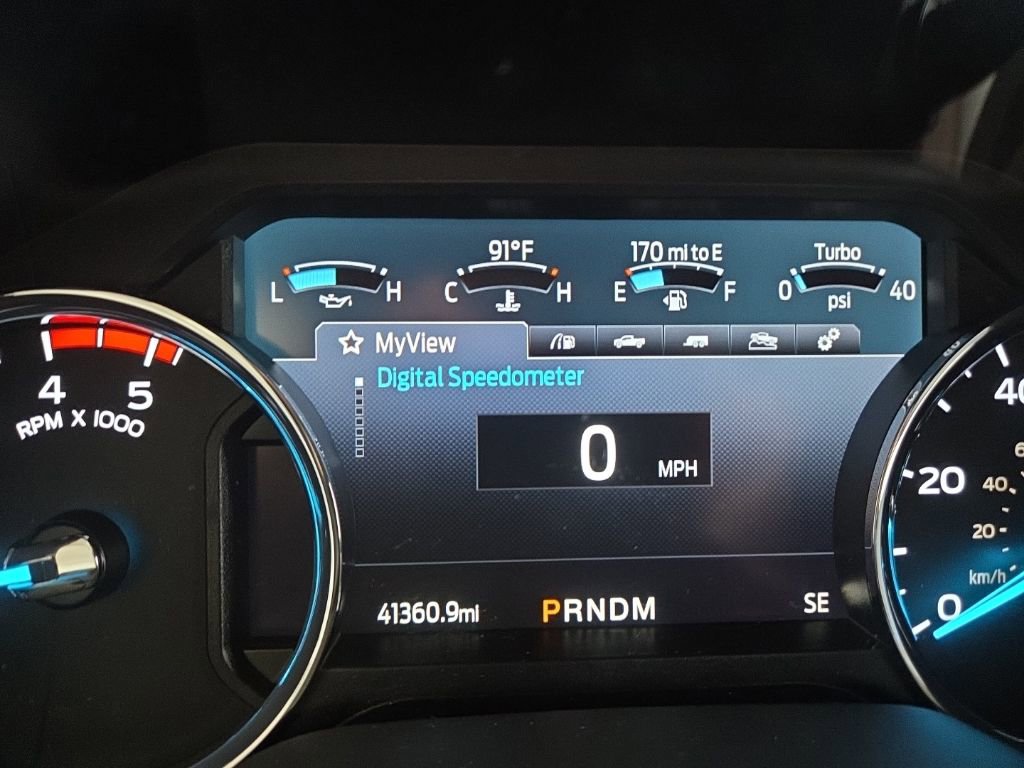 91°F
170 mi to E
Turbo
L H
C H
E F
0 40
psi
MyView
Digital Speedometer
0 MPH
41360.9mi
PRNDM
SE
4 5
RPM X 1000
40
20
0
40
20
km/h